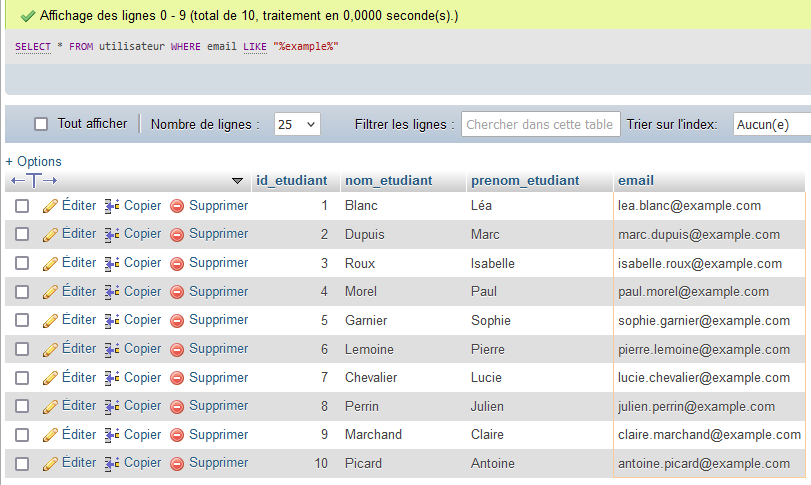 Affichage des lignes 0 - 9 (total de 10, traitement en 0,0000 seconde(s).)
SELECT * FROM utilisateur WHERE email LIKE "%example%"
Tout afficher Nombre de lignes : 25 Filtrer les lignes : Chercher dans cette table Trier sur l'index: Aucun(e)
+ Options
←T→ id_etudiant nom_etudiant prenom_etudiant email
Éditer Copier Supprimer 1 Blanc Léa lea.blanc@example.com
Éditer Copier Supprimer 2 Dupuis Marc marc.dupuis@example.com
Éditer Copier Supprimer 3 Roux Isabelle isabelle.roux@example.com
Éditer Copier Supprimer 4 Morel Paul paul.morel@example.com
Éditer Copier Supprimer 5 Garnier Sophie sophie.garnier@example.com
Éditer Copier Supprimer 6 Lemoine Pierre pierre.lemoine@example.com
Éditer Copier Supprimer 7 Chevalier Lucie lucie.chevalier@example.com
Éditer Copier Supprimer 8 Perrin Julien julien.perrin@example.com
Éditer Copier Supprimer 9 Marchand Claire claire.marchand@example.com
Éditer Copier Supprimer 10 Picard Antoine antoine.picard@example.com